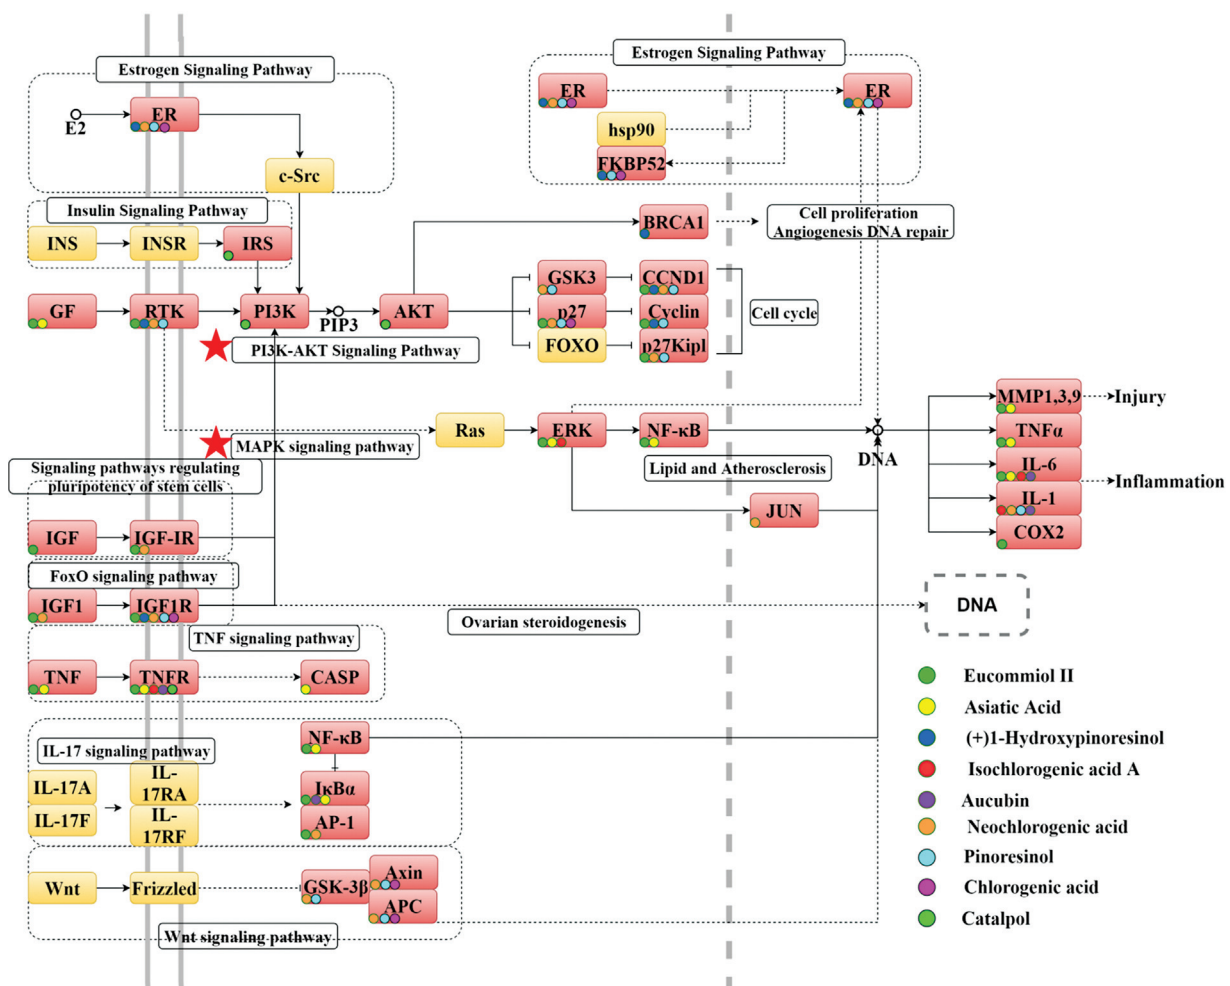 Estrogen Signaling Pathway
E2
ER
c-Src
Estrogen Signaling Pathway
ER
ER
hsp90
FKBP52
Insulin Signaling Pathway
INS
INSR
IRS
BRCA1
Cell proliferation
Angiogenesis DNA repair
GF
RTK
PI3K
PIP3
AKT
GSK3
CCND1
p27
Cyclin
FOXO
p27Kipl
Cell cycle
PI3K-AKT Signaling Pathway
MAPK signaling pathway
Ras
ERK
NF-κB
Lipid and Atherosclerosis
DNA
JUN
MMP1,3,9
Injury
TNFα
IL-6
Inflammation
IL-1
COX2
Signaling pathways regulating
pluripotency of stem cells
IGF
IGF-IR
FoxO signaling pathway
IGF1
IGF1R
Ovarian steroidogenesis
DNA
TNF signaling pathway
TNF
TNFR
CASP
IL-17 signaling pathway
IL-17A
IL-17F
IL-
17RA
IL-
17RF
NF-κB
IκBα
AP-1
Wnt
Frizzled
GSK-3β
Axin
APC
Wnt signaling pathway
Eucommiol II
Asiatic Acid
(+)1-Hydroxypinoresinol
Isochlorogenic acid A
Aucubin
Neochlorogenic acid
Pinoresinol
Chlorogenic acid
Catalpol